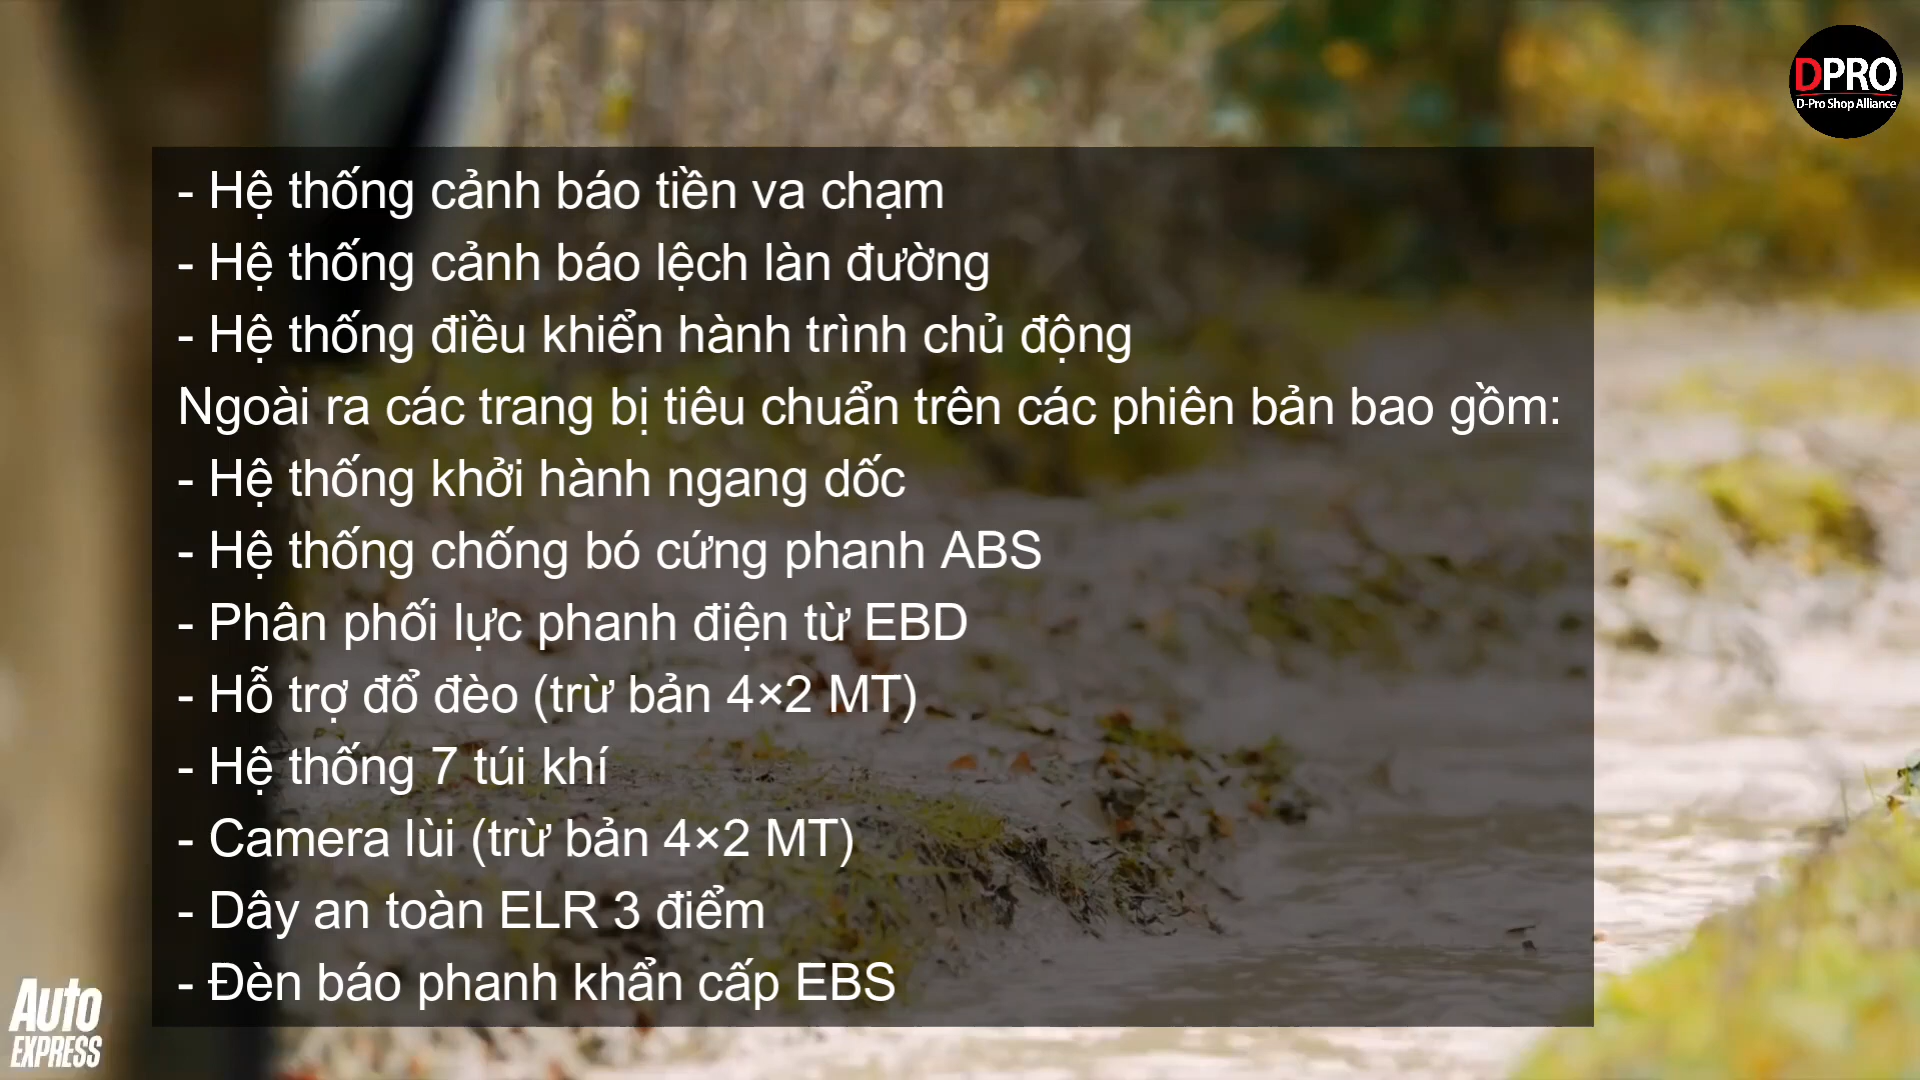 DPRO
D-Pro Shop Alliance
- Hệ thống cảnh báo tiền va chạm
- Hệ thống cảnh báo lệch làn đường
- Hệ thống điều khiển hành trình chủ động
Ngoài ra các trang bị tiêu chuẩn trên các phiên bản bao gồm:
- Hệ thống khởi hành ngang dốc
- Hệ thống chống bó cứng phanh ABS
- Phân phối lực phanh điện từ EBD
- Hỗ trợ đổ đèo (trừ bản 4×2 MT)
- Hệ thống 7 túi khí
- Camera lùi (trừ bản 4×2 MT)
- Dây an toàn ELR 3 điểm
- Đèn báo phanh khẩn cấp EBS
Auto
EXPRESS